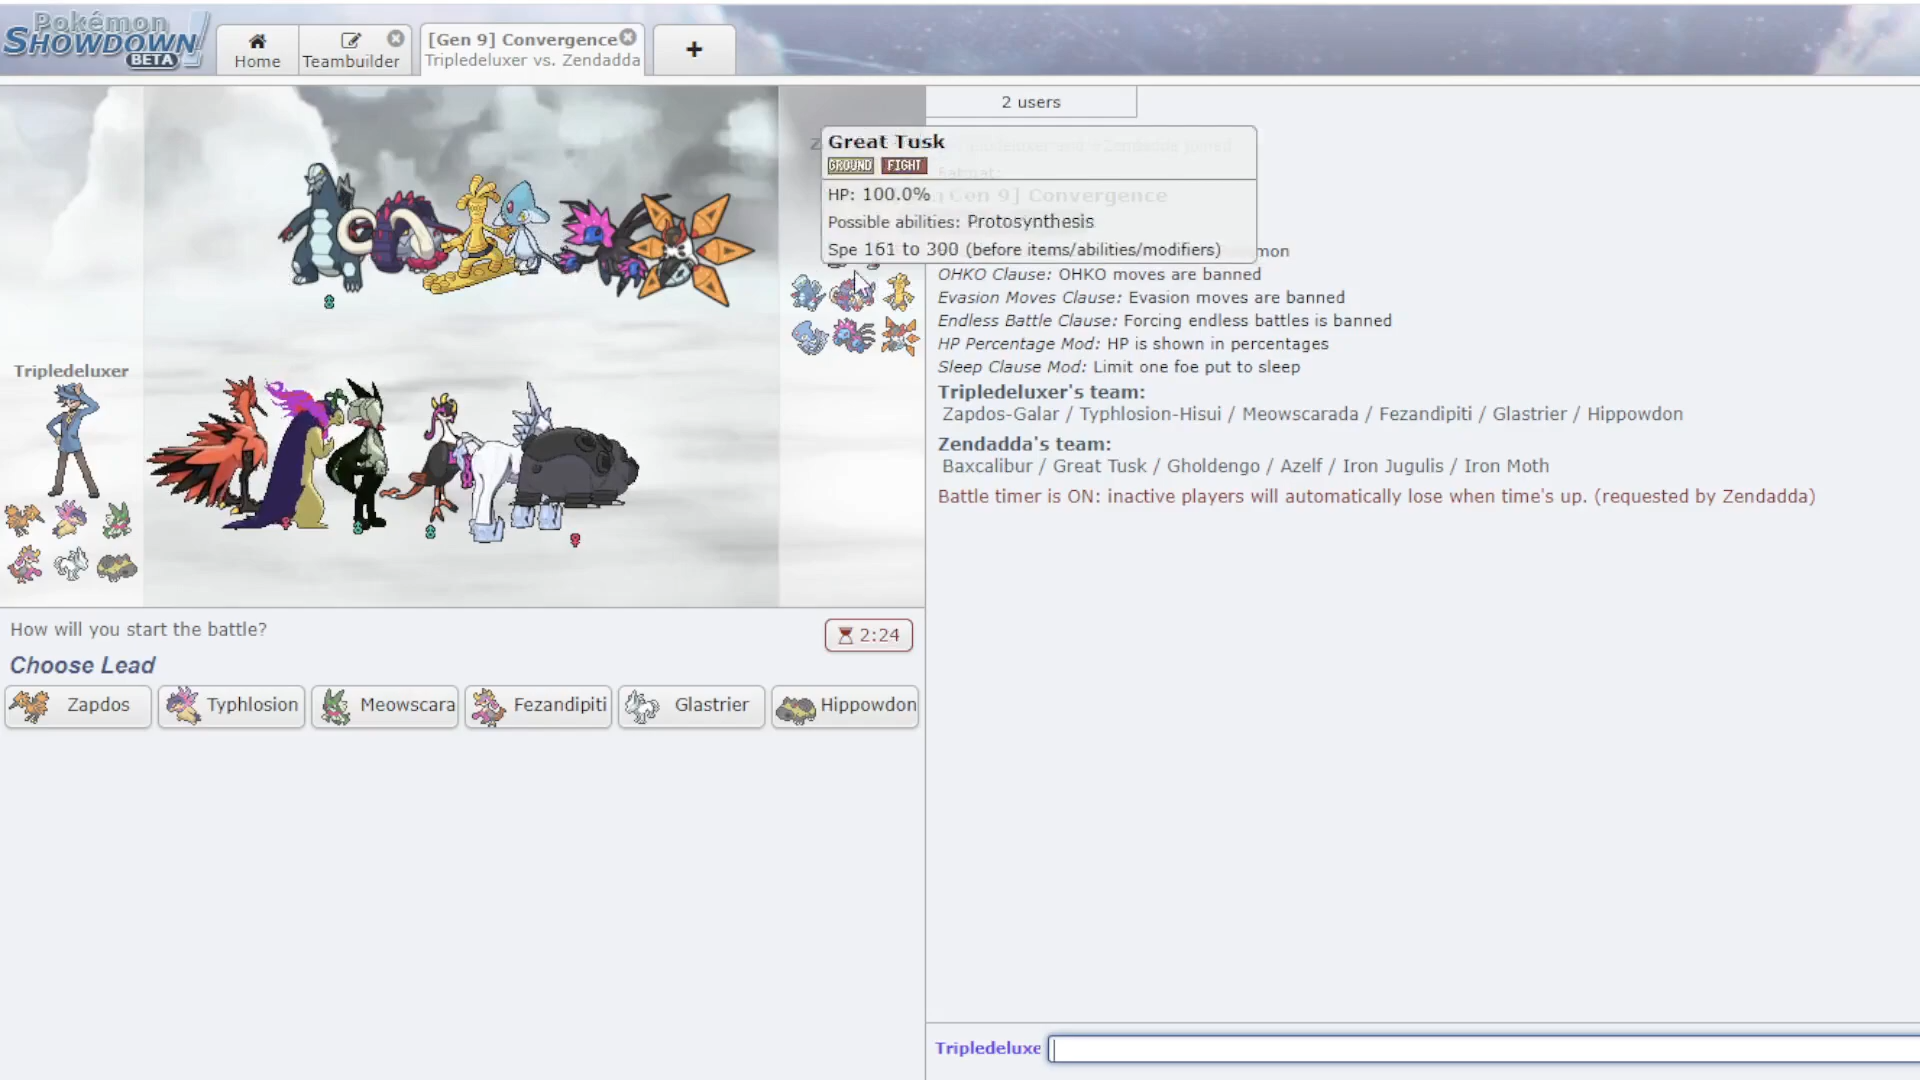 Pokémon
SHOWDOWN!
BETA
Home
Teambuilder
[Gen 9] Convergence
Tripledeluxer vs. Zendadda
+
2 users
Great Tusk
GROUND FIGHT
HP: 100.0%
Possible abilities: Protosynthesis
Spe 161 to 300 (before items/abilities/modifiers)
Format:
Gen 9] Convergence
mon
OHKO Clause: OHKO moves are banned
Evasion Moves Clause: Evasion moves are banned
Endless Battle Clause: Forcing endless battles is banned
HP Percentage Mod: HP is shown in percentages
Sleep Clause Mod: Limit one foe put to sleep
Tripledeluxer's team:
Zapdos-Galar / Typhlosion-Hisui / Meowscarada / Fezandipiti / Glastrier / Hippowdon
Zendadda's team:
Baxcalibur / Great Tusk / Gholdengo / Azelf / Iron Jugulis / Iron Moth
Battle timer is ON: inactive players will automatically lose when time's up. (requested by Zendadda)
Tripledeluxer
How will you start the battle?
2:24
Choose Lead
Zapdos
Typhlosion
Meowscara
Fezandipiti
Glastrier
Hippowdon
Tripledeluxe